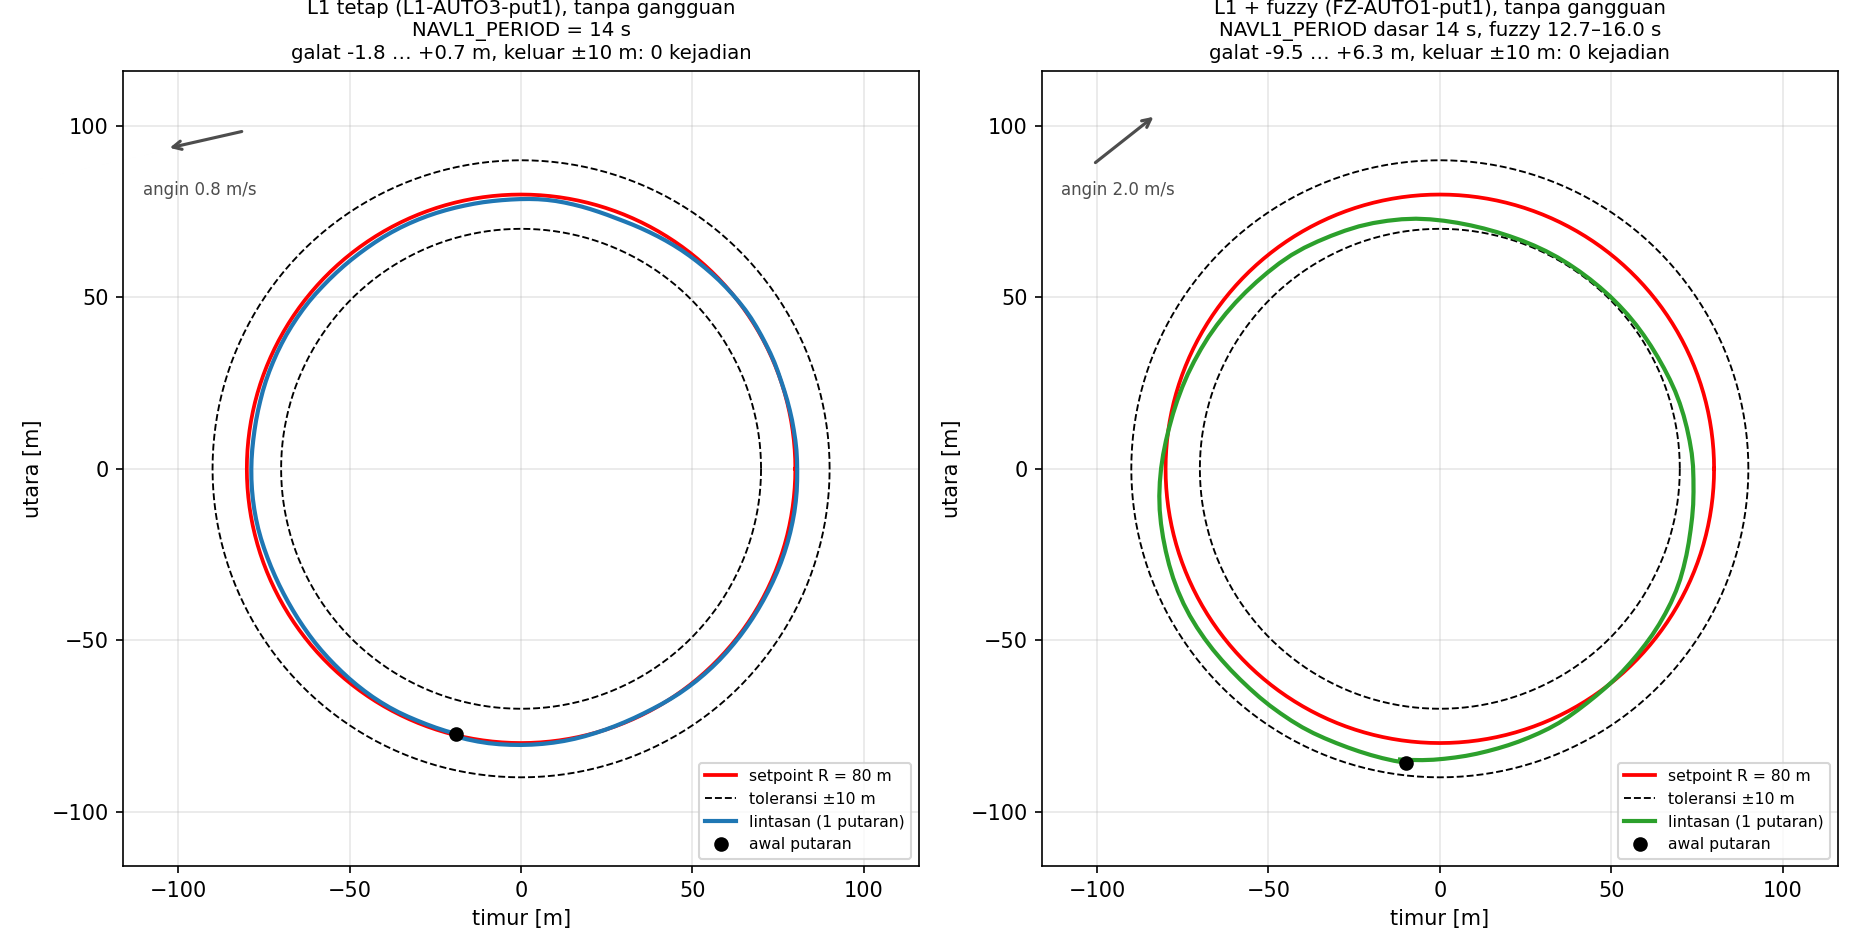 L1 tetap (L1-AUTO3-put1), tanpa gangguan
NAVL1_PERIOD = 14 s
galat -1.8 … +0.7 m, keluar ±10 m: 0 kejadian
100
50
0
−50
−100
utara [m]
angin 0.8 m/s
setpoint R = 80 m
toleransi ±10 m
lintasan (1 putaran)
awal putaran
−100
−50
0
50
100
timur [m]
L1 + fuzzy (FZ-AUTO1-put1), tanpa gangguan
NAVL1_PERIOD dasar 14 s, fuzzy 12.7–16.0 s
galat -9.5 … +6.3 m, keluar ±10 m: 0 kejadian
100
50
0
−50
−100
utara [m]
angin 2.0 m/s
setpoint R = 80 m
toleransi ±10 m
lintasan (1 putaran)
awal putaran
−100
−50
0
50
100
timur [m]